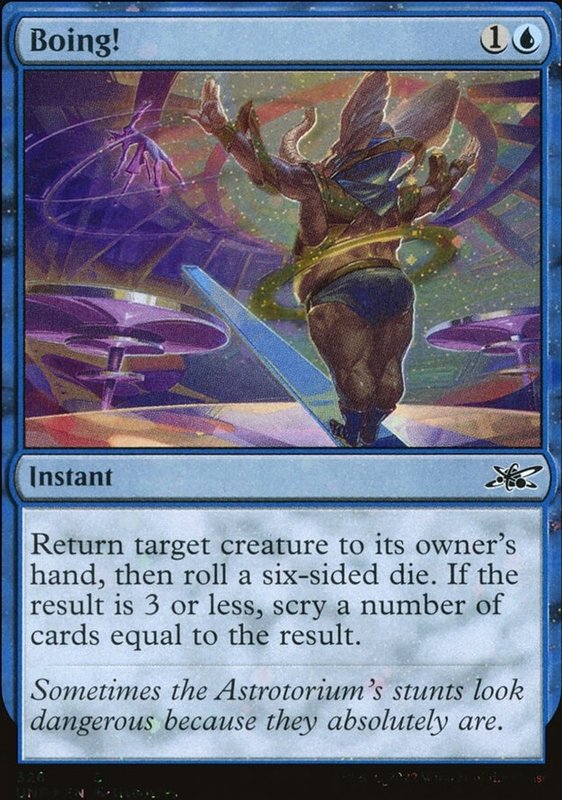 Boing!
1
Instant
Return target creature to its owner's
hand, then roll a six-sided die. If the
result is 3 or less, scry a number of
cards equal to the result.
Sometimes the Astrotorium's stunts look
dangerous because they absolutely are.